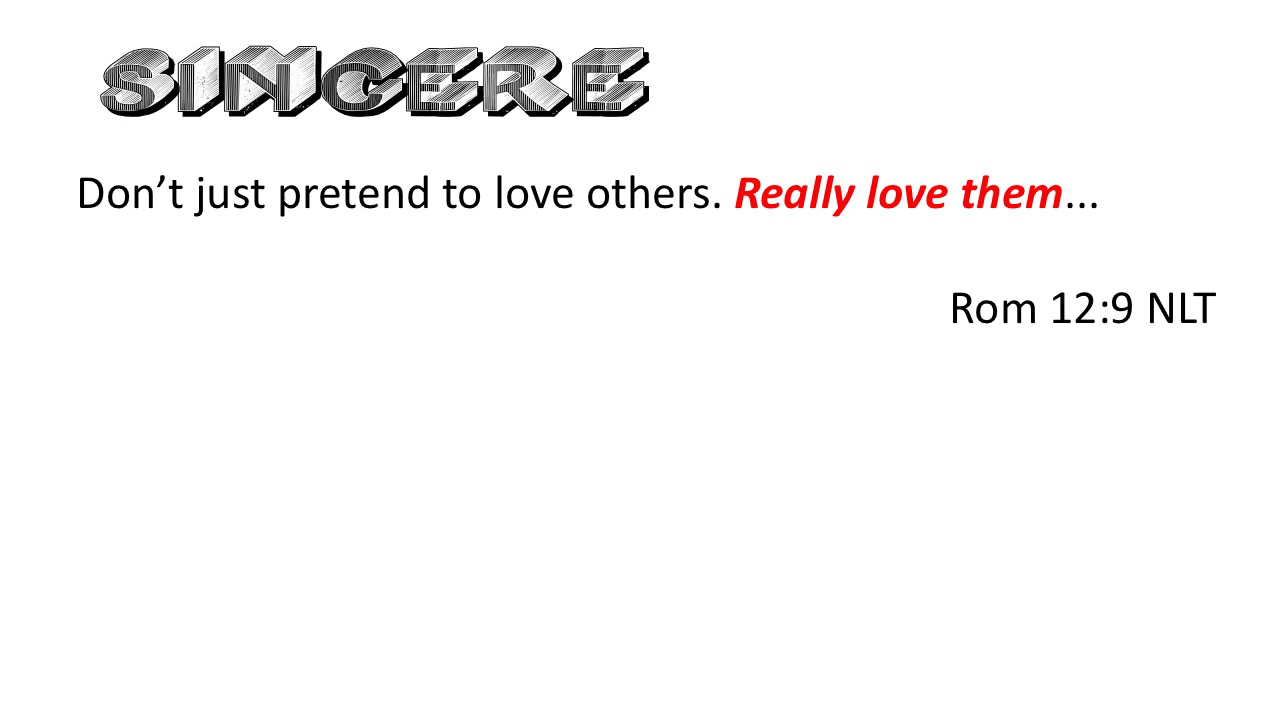 SINCERE
Don’t just pretend to love others. Really love them...
Rom 12:9 NLT